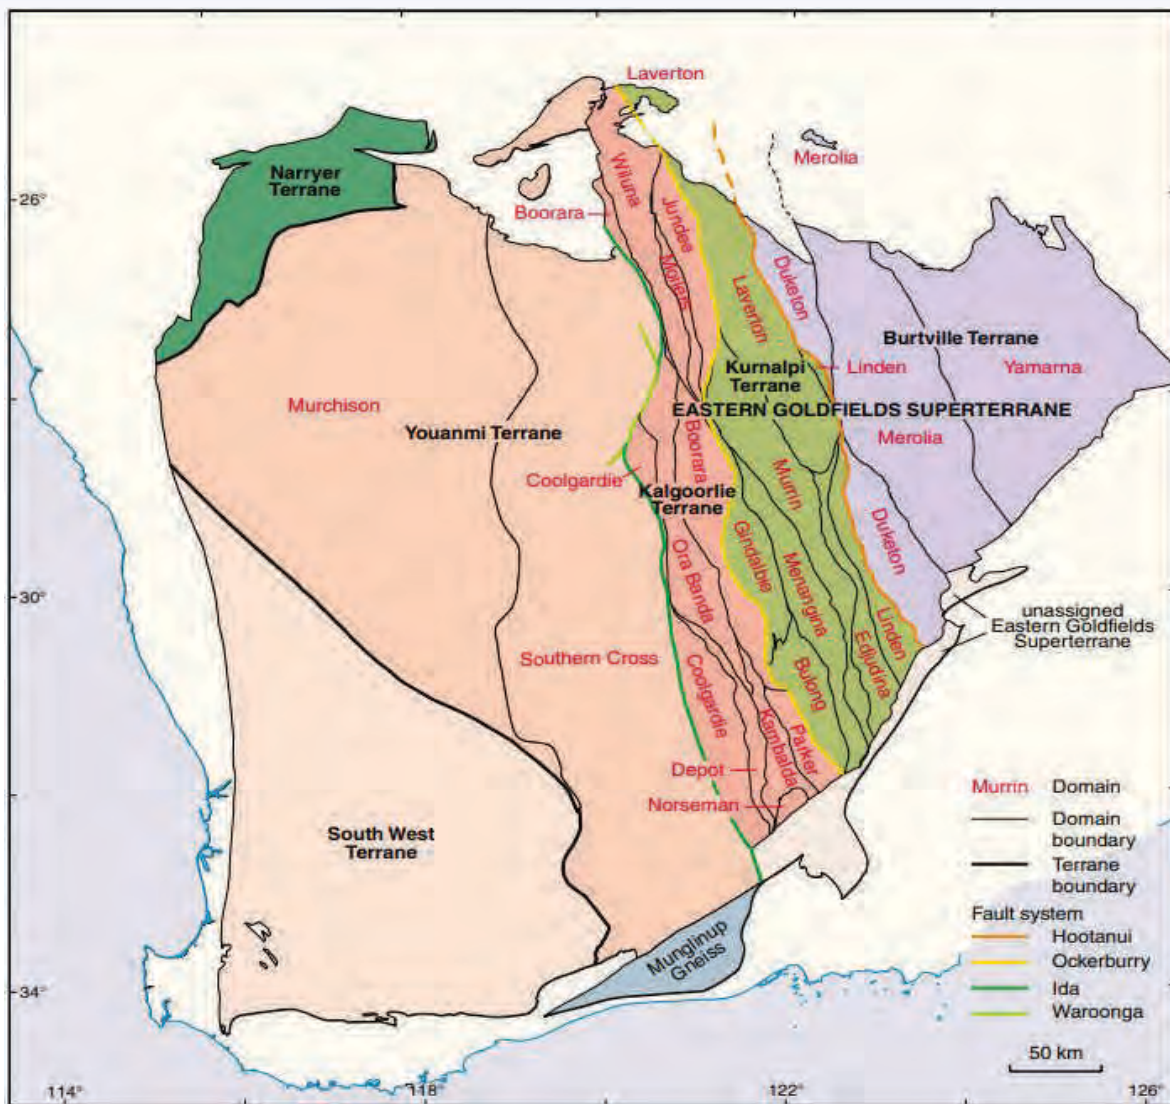 Laverton
Merolia
Narryer
Terrane
26°
Wiluna
Boorara
Jundee
Moilers
Duketon
Laverton
Burtville Terrane
Kurnalpi
Terrane
Linden
Yamarna
Murchison
EASTERN GOLDFIELDS SUPERTERRANE
Youanmi Terrane
Merolia
Boorara
Coolgardie
Murrin
Kalgoorlie
Terrane
Gindalbie
Duketon
Ora Banda
Menangina
30°
unassigned
Eastern Goldfields
Superterrane
Linden
Edjudina
Southern Cross
Coolgardie
Bulong
Parker
Kambalda
Depot
Norseman
South West
Terrane
Munglinup
Gneiss
Murrin Domain
Domain
boundary
Terrane
boundary
Fault system
Hootanui
Ockerburry
Ida
Waroonga
50 km
34°
114°
118°
122°
126°